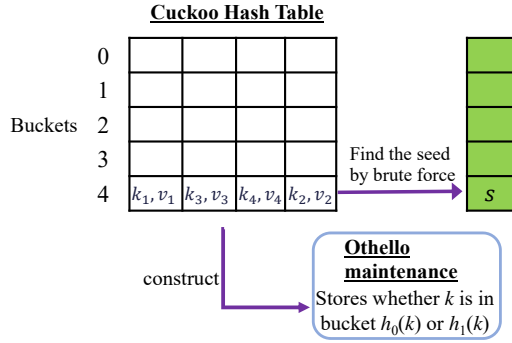 Cuckoo Hash Table
0
1
Buckets 2
3
4 k₁, v₁ k₃, v₃ k₄, v₄ k₂, v₂
Find the seed
by brute force
s
construct
Othello
maintenance
Stores whether k is in
bucket h₀(k) or h₁(k)